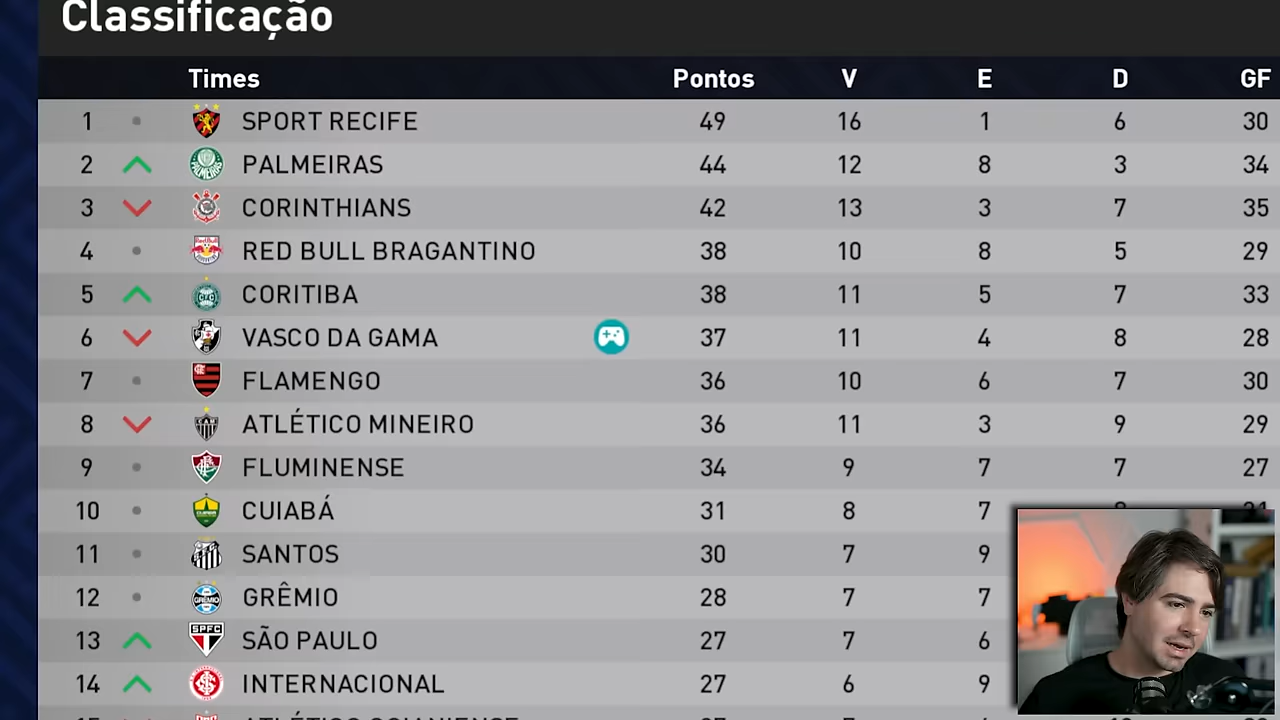 Classificação
Times Pontos V E D GF
1 SPORT RECIFE 49 16 1 6 30
2 PALMEIRAS 44 12 8 3 34
3 CORINTHIANS 42 13 3 7 35
4 RED BULL BRAGANTINO 38 10 8 5 29
5 CORITIBA 38 11 5 7 33
6 VASCO DA GAMA 37 11 4 8 28
7 FLAMENGO 36 10 6 7 30
8 ATLÉTICO MINEIRO 36 11 3 9 29
9 FLUMINENSE 34 9 7 7 27
10 CUIABÁ 31 8 7
11 SANTOS 30 7 9
12 GRÊMIO 28 7 7
13 SÃO PAULO 27 7 6
14 INTERNACIONAL 27 6 9